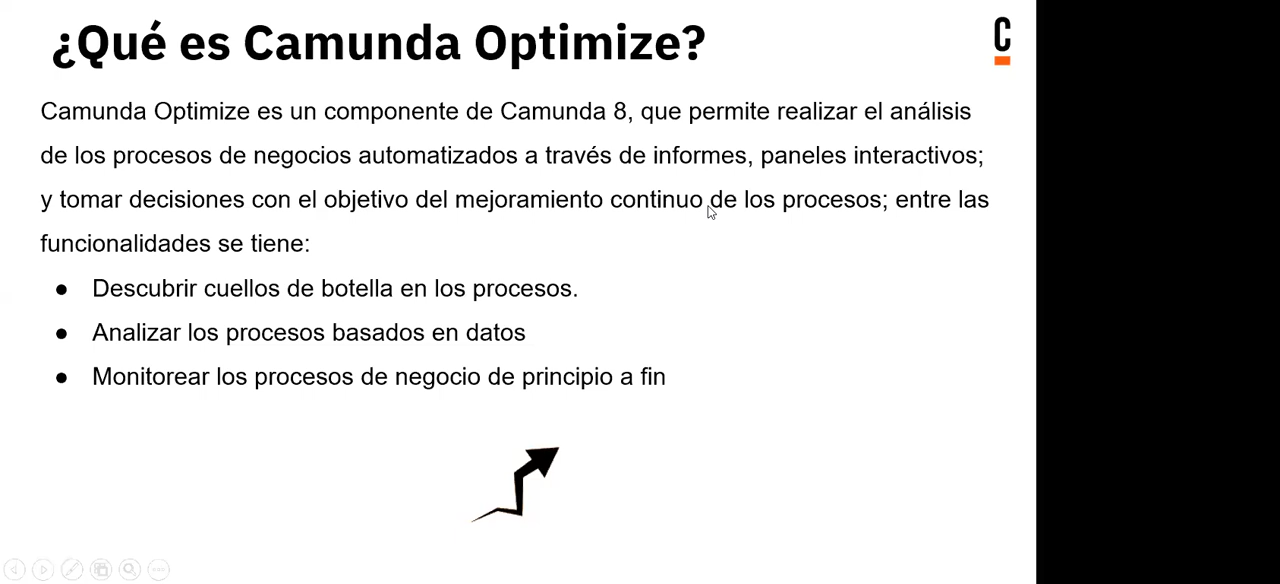 ¿Qué es Camunda Optimize?
C
Camunda Optimize es un componente de Camunda 8, que permite realizar el análisis
de los procesos de negocios automatizados a través de informes, paneles interactivos;
y tomar decisiones con el objetivo del mejoramiento continuo de los procesos; entre las
funcionalidades se tiene:
● Descubrir cuellos de botella en los procesos.
● Analizar los procesos basados en datos
● Monitorear los procesos de negocio de principio a fin